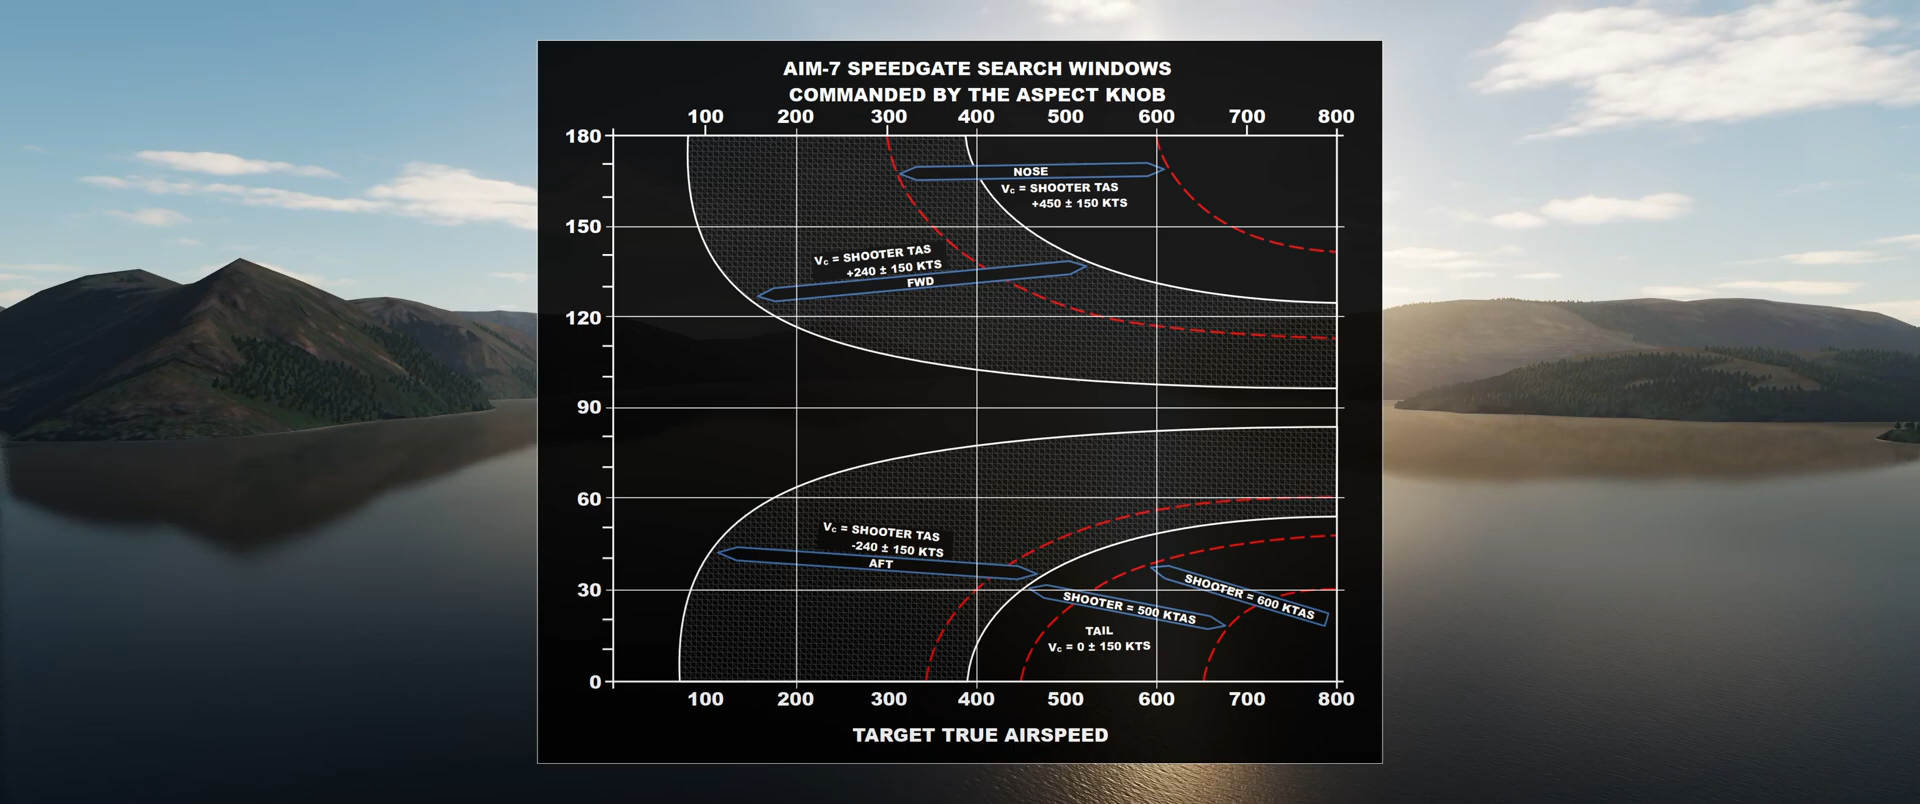 AIM-7 SPEEDGATE SEARCH WINDOWS
COMMANDED BY THE ASPECT KNOB
100 200 300 400 500 600 700 800
180
NOSE
Vc = SHOOTER TAS
+450 ± 150 KTS
150
Vc = SHOOTER TAS
+240 ± 150 KTS
FWD
120
90
60
Vc = SHOOTER TAS
-240 ± 150 KTS
AFT
SHOOTER = 600 KTAS
30
SHOOTER = 500 KTAS
TAIL
Vc = 0 ± 150 KTS
0
100 200 300 400 500 600 700 800
TARGET TRUE AIRSPEED